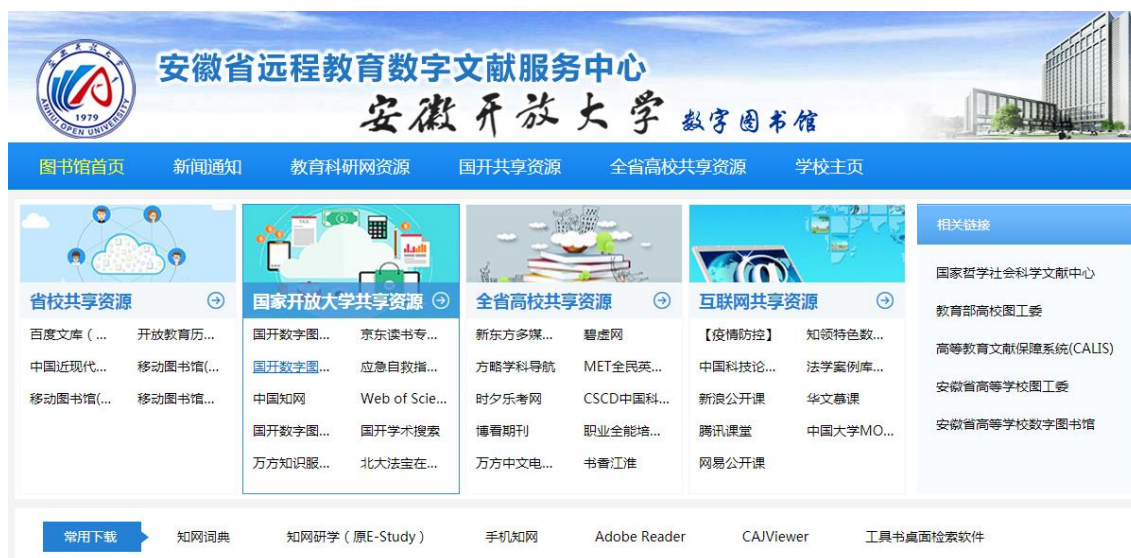 安徽开放大学
1979
ANHUI OPEN UNIVERSITY
安徽省远程教育数字文献服务中心
安徽开放大学 数字图书馆
图书馆首页 新闻通知 教育科研网资源 国开共享资源 全省高校共享资源 学校主页
省校共享资源
百度文库（... 开放教育历...
中国近现代... 移动图书馆(...
移动图书馆(... 移动图书馆...
TAX
国家开放大学共享资源
国开数字图... 京东读书专...
国开数字图... 应急自救指...
中国知网 Web of Scie...
国开数字图... 国开学术搜索
万方知识服... 北大法宝在...
全省高校共享资源
新东方多媒... 碧虚网
方略学科导航 MET全民英...
时夕乐考网 CSCD中国科...
博看期刊 职业全能培...
万方中文电... 书香江淮
互联网共享资源
【疫情防控】 知领特色数...
中国科技论... 法学案例库...
新浪公开课 华文慕课
腾讯课堂 中国大学MO...
网易公开课
相关链接
国家哲学社会科学文献中心
教育部高校图工委
高等教育文献保障系统(CALIS)
安徽省高等学校图工委
安徽省高等学校数字图书馆
常用下载 知网词典 知网研学（原E-Study） 手机知网 Adobe Reader CAJViewer 工具书桌面检索软件